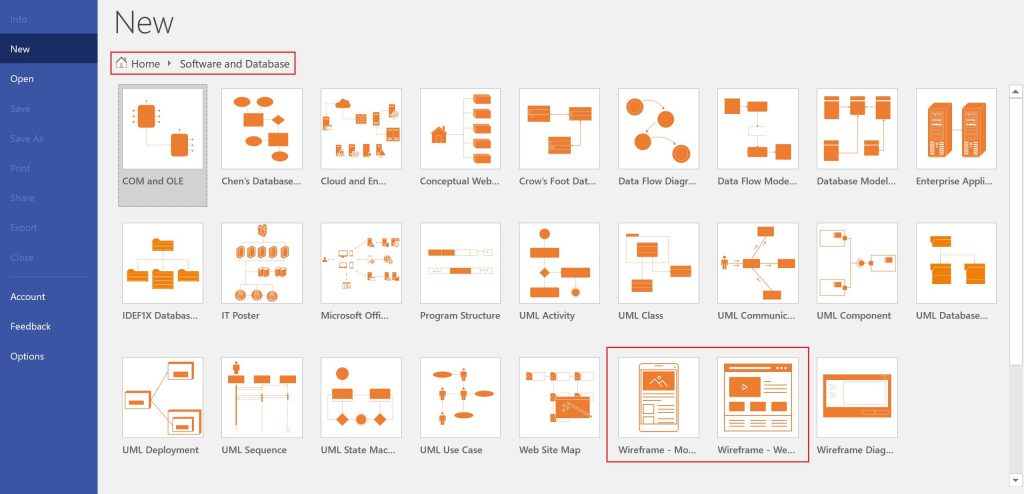 Info
New
Open
Save
Save As
Print
Share
Export
Close
Account
Feedback
Options
New
Home Software and Database
COM and OLE Chen's Database... Cloud and En... Conceptual Web... Crow's Foot Dat... Data Flow Diagr... Data Flow Mode... Database Model... Enterprise Appli...
IDEF1X Databas... IT Poster Microsoft Offi... Program Structure UML Activity UML Class UML Communic... UML Component UML Database...
UML Deployment UML Sequence UML State Mac... UML Use Case Web Site Map Wireframe - Mo... Wireframe - We... Wireframe Diag...